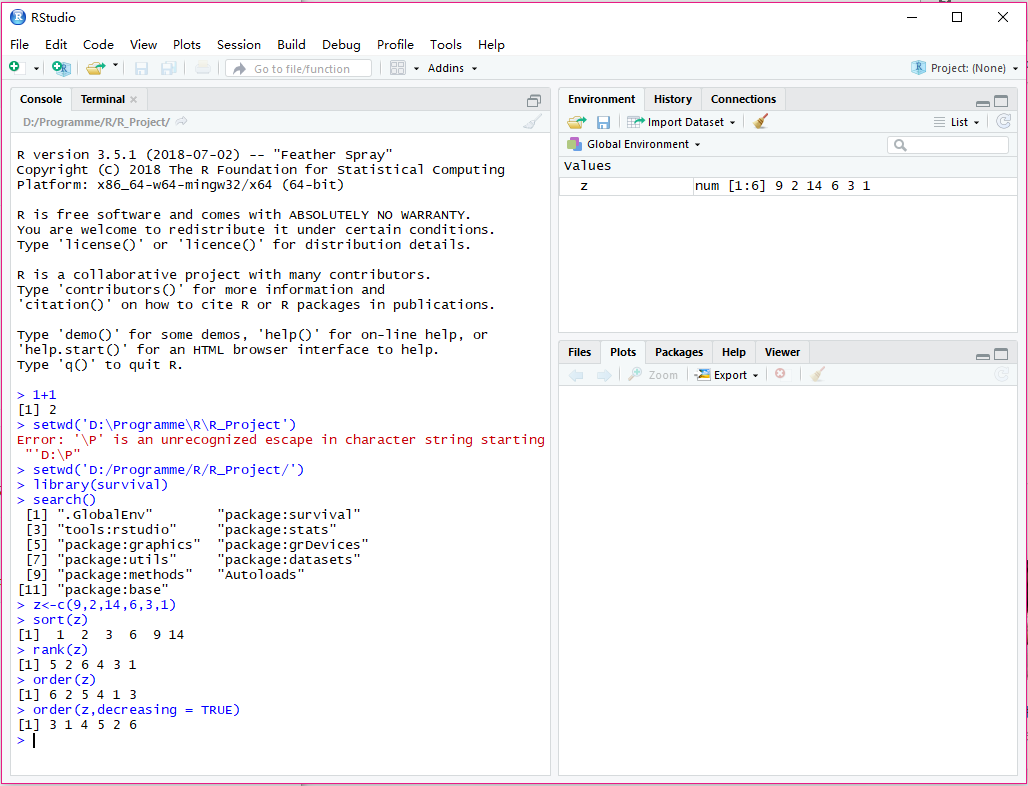 RStudio
File Edit Code View Plots Session Build Debug Profile Tools Help
Go to file/function Addins Project: (None)
Console Terminal
D:/Programme/R/R_Project/
R version 3.5.1 (2018-07-02) -- "Feather Spray"
Copyright (C) 2018 The R Foundation for Statistical Computing
Platform: x86_64-w64-mingw32/x64 (64-bit)
R is free software and comes with ABSOLUTELY NO WARRANTY.
You are welcome to redistribute it under certain conditions.
Type 'license()' or 'licence()' for distribution details.
R is a collaborative project with many contributors.
Type 'contributors()' for more information and
'citation()' on how to cite R or R packages in publications.
Type 'demo()' for some demos, 'help()' for on-line help, or
'help.start()' for an HTML browser interface to help.
Type 'q()' to quit R.
> 1+1
[1] 2
> setwd('D:\Programme\R\R_Project')
Error: '\P' is an unrecognized escape in character string starting
"'D:\P"
> setwd('D:/Programme/R/R_Project/')
> library(survival)
> search()
[1] ".GlobalEnv" "package:survival"
[3] "tools:rstudio" "package:stats"
[5] "package:graphics" "package:grDevices"
[7] "package:utils" "package:datasets"
[9] "package:methods" "Autoloads"
[11] "package:base"
> z<-c(9,2,14,6,3,1)
> sort(z)
[1] 1 2 3 6 9 14
> rank(z)
[1] 5 2 6 4 3 1
> order(z)
[1] 6 2 5 4 1 3
> order(z,decreasing = TRUE)
[1] 3 1 4 5 2 6
>
Environment History Connections
Import Dataset List
Global Environment
Values
z num [1:6] 9 2 14 6 3 1
Files Plots Packages Help Viewer
Zoom Export